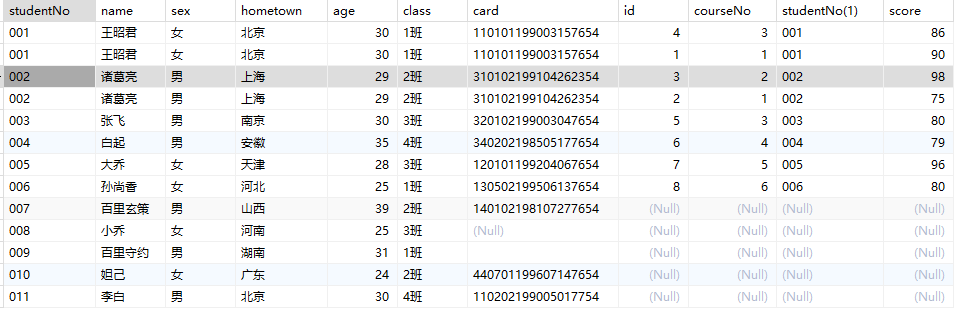 studentNo name sex hometown age class card id courseNo studentNo(1) score
001 王昭君 女 北京 30 1班 110101199003157654 4 3 001 86
001 王昭君 女 北京 30 1班 110101199003157654 1 1 001 90
002 诸葛亮 男 上海 29 2班 310102199104262354 3 2 002 98
002 诸葛亮 男 上海 29 2班 310102199104262354 2 1 002 75
003 张飞 男 南京 30 3班 320102199003047654 5 3 003 80
004 白起 男 安徽 35 4班 340202198505177654 6 4 004 79
005 大乔 女 天津 28 3班 120101199204067654 7 5 005 96
006 孙尚香 女 河北 25 1班 130502199506137654 8 6 006 80
007 百里玄策 男 山西 39 2班 140102198107277654 (Null) (Null) (Null) (Null)
008 小乔 女 河南 25 3班 (Null) (Null) (Null) (Null) (Null)
009 百里守约 男 湖南 31 1班 (Null) (Null) (Null) (Null)
010 妲己 女 广东 24 2班 440701199607147654 (Null) (Null) (Null) (Null)
011 李白 男 北京 30 4班 110202199005017754 (Null) (Null) (Null) (Null)